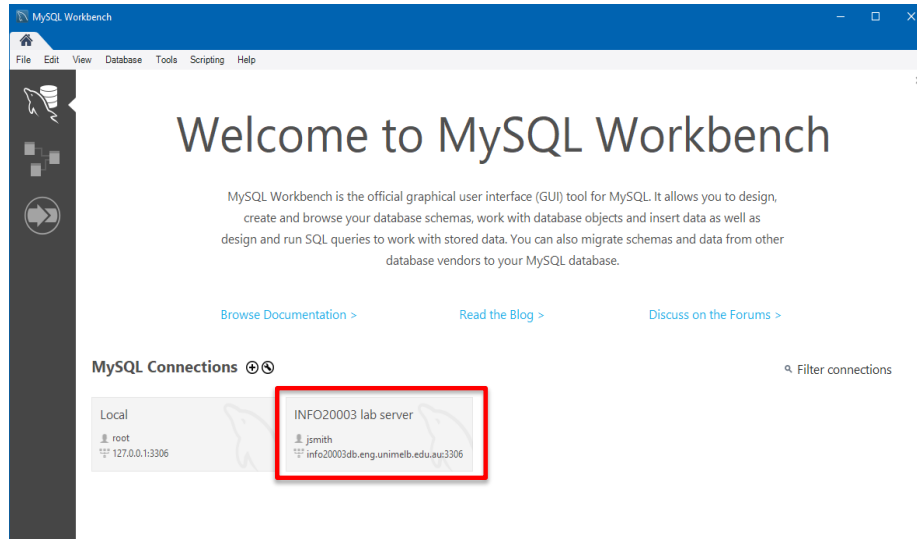 MySQL Workbench
File Edit View Database Tools Scripting Help
Welcome to MySQL Workbench
MySQL Workbench is the official graphical user interface (GUI) tool for MySQL. It allows you to design,
create and browse your database schemas, work with database objects and insert data as well as
design and run SQL queries to work with stored data. You can also migrate schemas and data from other
database vendors to your MySQL database.
Browse Documentation > Read the Blog > Discuss on the Forums >
MySQL Connections Filter connections
Local
root
127.0.0.1:3306
INFO20003 lab server
jsmith
info20003db.eng.unimelb.edu.au:3306